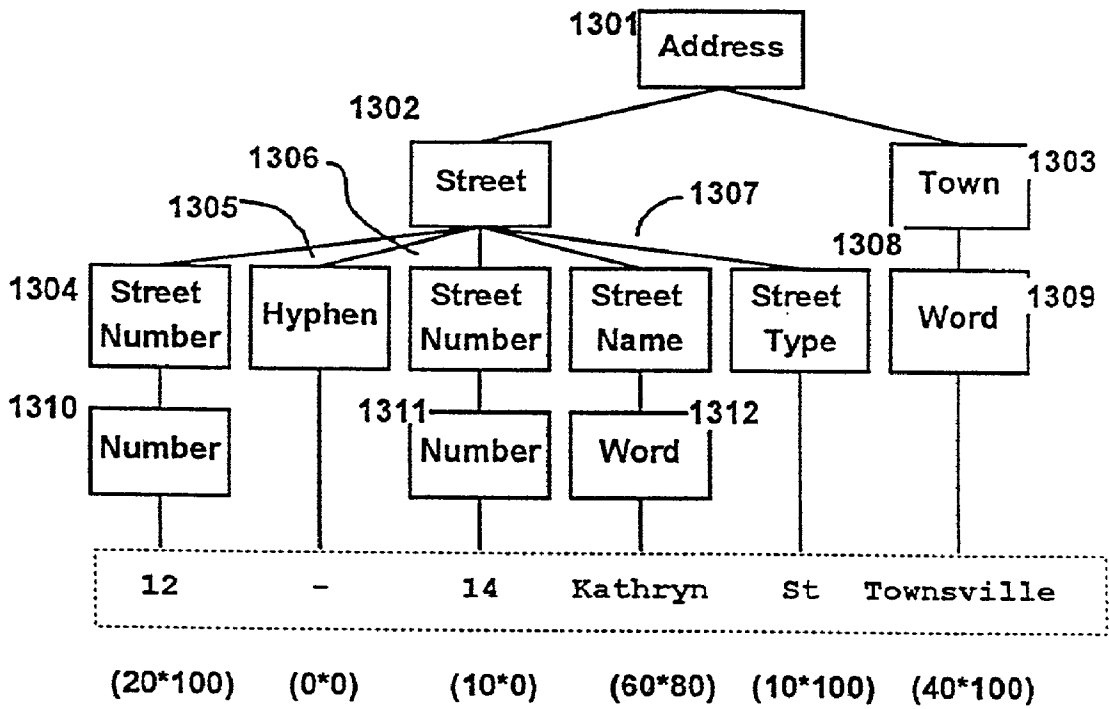 1301
Address
1302
1306
Street
1303
Town
1305
1307
1308
1304
Street
Number
Hyphen
Street
Number
Street
Name
Street
Type
Word
1309
1310
Number
1311
Number
Word
1312
12 - 14 Kathryn St Townsville
(20*100) (0*0) (10*0) (60*80) (10*100) (40*100)